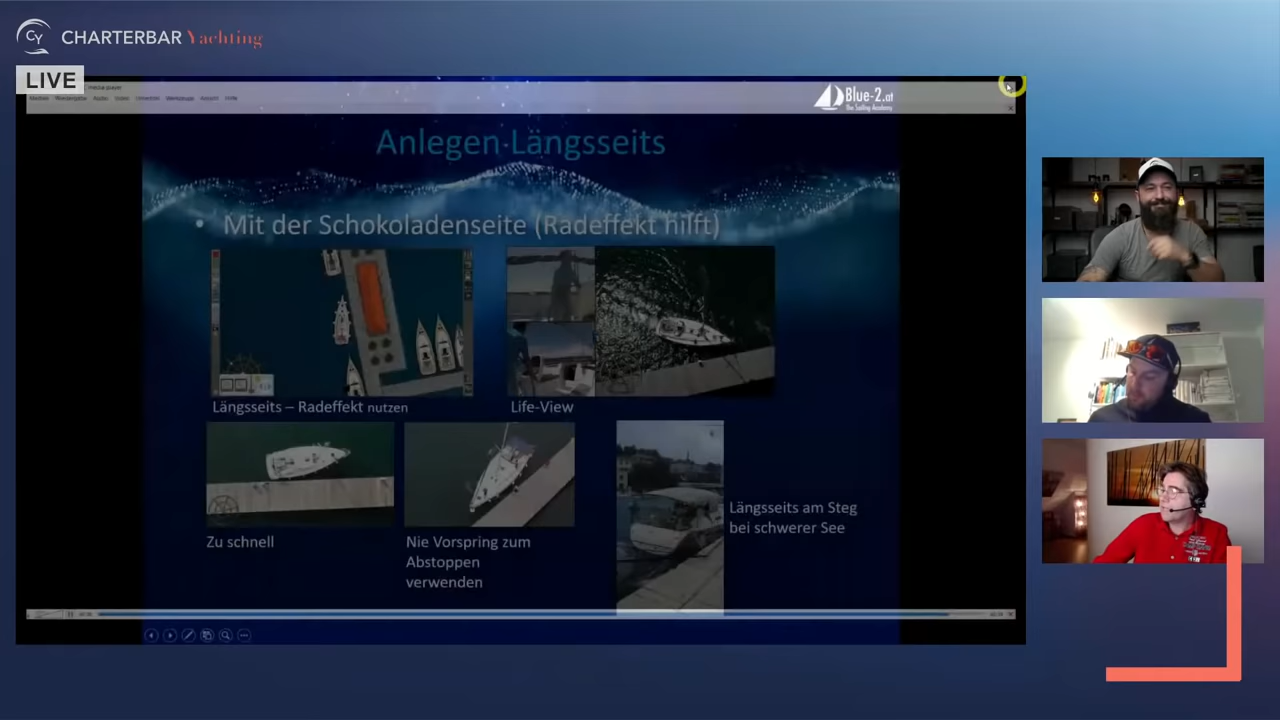 CY CHARTERBAR Yachting
LIVE
Blue-2.at
The Sailing Academy
Anlegen Längsseits
• Mit der Schokoladenseite (Radeffekt hilft)
Längsseits – Radeffekt nutzen
Life-View
Zu schnell
Nie Vorspring zum
Abstoppen
verwenden
Längsseits am Steg
bei schwerer See